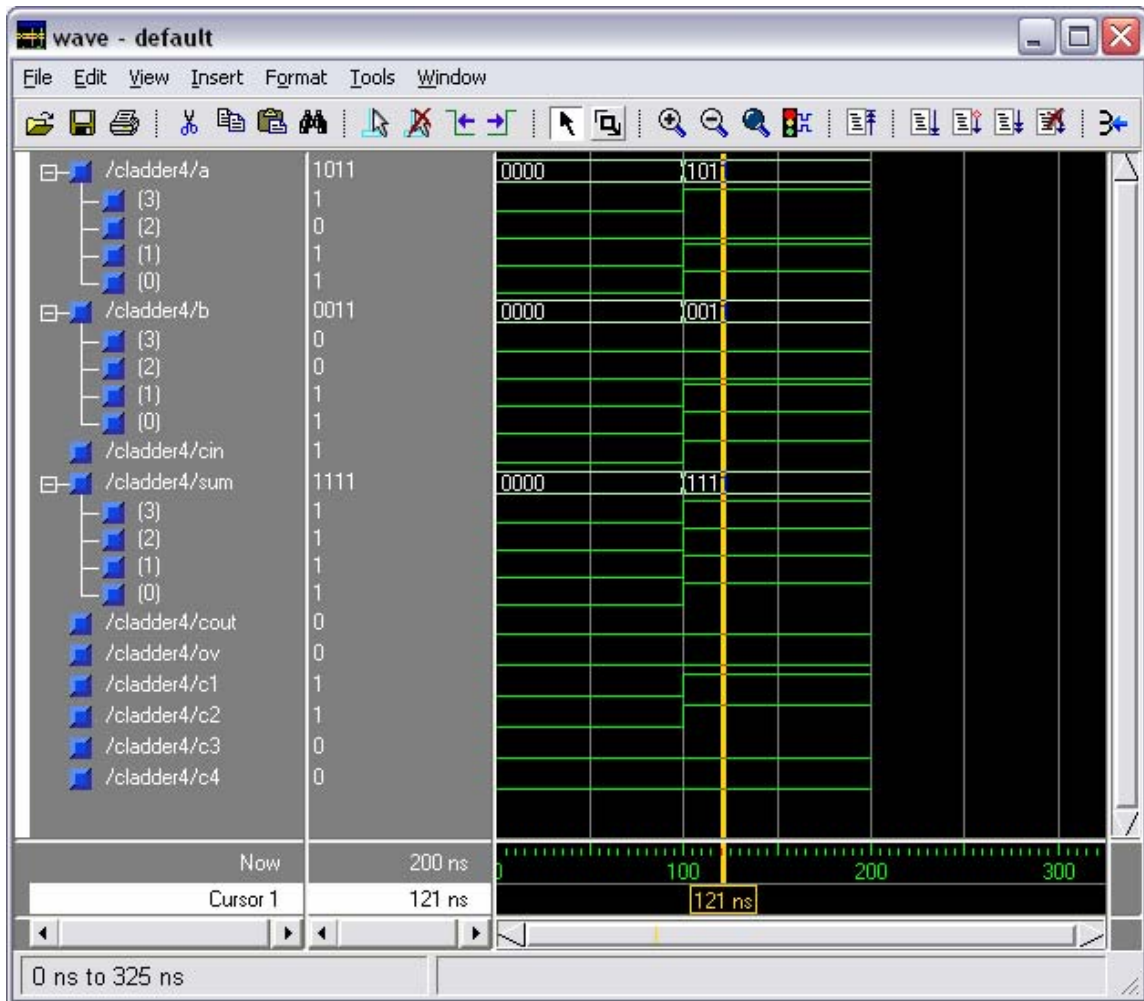 wave - default
File Edit View Insert Format Tools Window
/cladder4/a 1011 0000 101
(3) 1
(2) 0
(1) 1
(0) 1
/cladder4/b 0011 0000 001
(3) 0
(2) 0
(1) 1
(0) 1
/cladder4/cin 1
/cladder4/sum 1111 0000 111
(3) 1
(2) 1
(1) 1
(0) 1
/cladder4/cout 0
/cladder4/ov 0
/cladder4/c1 1
/cladder4/c2 1
/cladder4/c3 0
/cladder4/c4 0
Now 200 ns 0 100 200 300
Cursor 1 121 ns 121 ns
0 ns to 325 ns